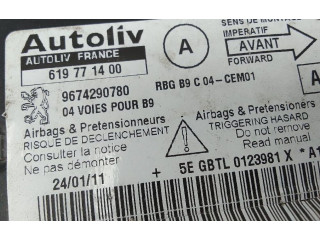 Autoliv
AUTOLIV FRANCE
619 77 14 00
A
SENS DE MONTAGE
IMPERATIF
AVANT
FORWARD
9674290780
04 VOIES POUR B9
RBG B9 C 04-CEM01
A
Airbags & Pretensionneurs
RISQUE DE DECLENCHEMENT
Consulter la notice
Ne pas démonter
Airbags & Pretensioners
TRIGGERING HASARD
Do not remove
Read manual
24/01/11
+ 5E GBTL 0123981 X *A1